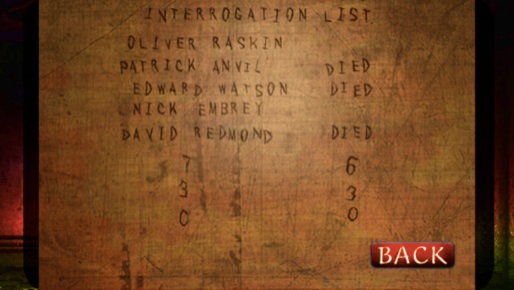 INTERROGATION LIST
OLIVER RASKIN
PATRICK ANVIL DIED
EDWARD WATSON DIED
NICK EMBREY
DAVID REDMOND DIED
7 6
3 3
0 0
BACK